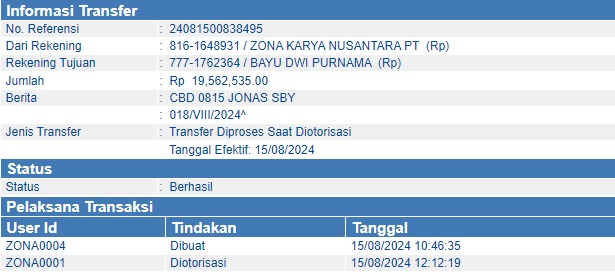 Informasi Transfer
No. Referensi : 24081500838495
Dari Rekening : 816-1648931 / ZONA KARYA NUSANTARA PT (Rp)
Rekening Tujuan : 777-1762364 / BAYU DWI PURNAMA (Rp)
Jumlah : Rp 19,562,535.00
Berita : CBD 0815 JONAS SBY
: 018/VIII/2024^
Jenis Transfer : Transfer Diproses Saat Diotorisasi
Tanggal Efektif: 15/08/2024
Status
Status : Berhasil
Pelaksana Transaksi
User Id Tindakan Tanggal
ZONA0004 Dibuat 15/08/2024 10:46:35
ZONA0001 Diotorisasi 15/08/2024 12:12:19